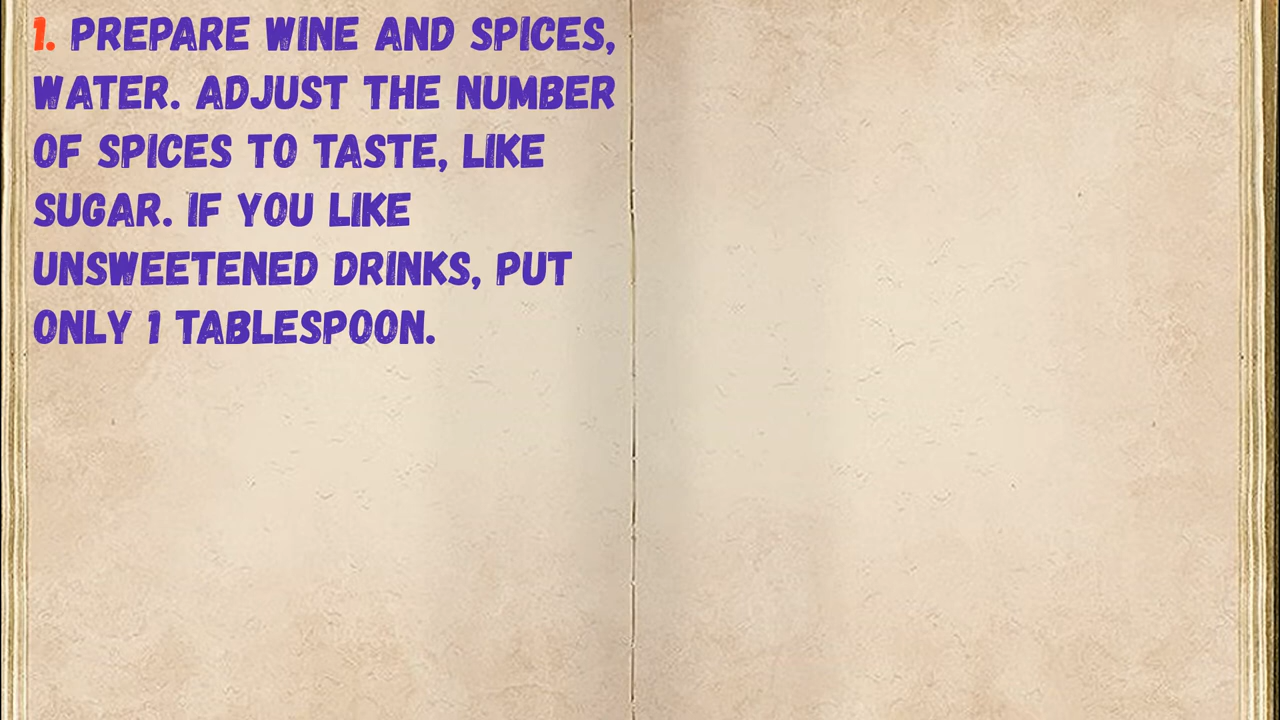 1. PREPARE WINE AND SPICES,
WATER. ADJUST THE NUMBER
OF SPICES TO TASTE, LIKE
SUGAR. IF YOU LIKE
UNSWEETENED DRINKS, PUT
ONLY 1 TABLESPOON.